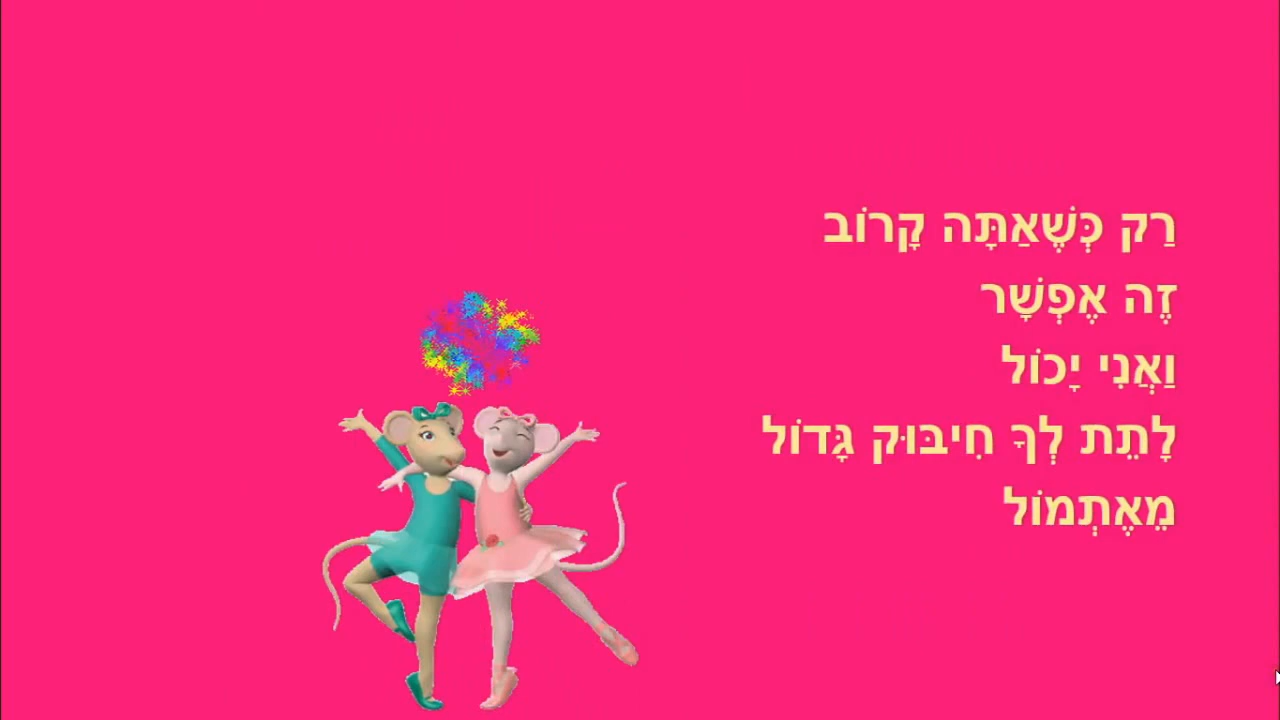 רַק כְּשֶׁאַתָּה קָרוֹב
זֶה אֶפְשָׁר
וַאֲנִי יָכוֹל
לָתֵת לְךָ חִיבּוּק גָּדוֹל
מֵאֶתְמוֹל